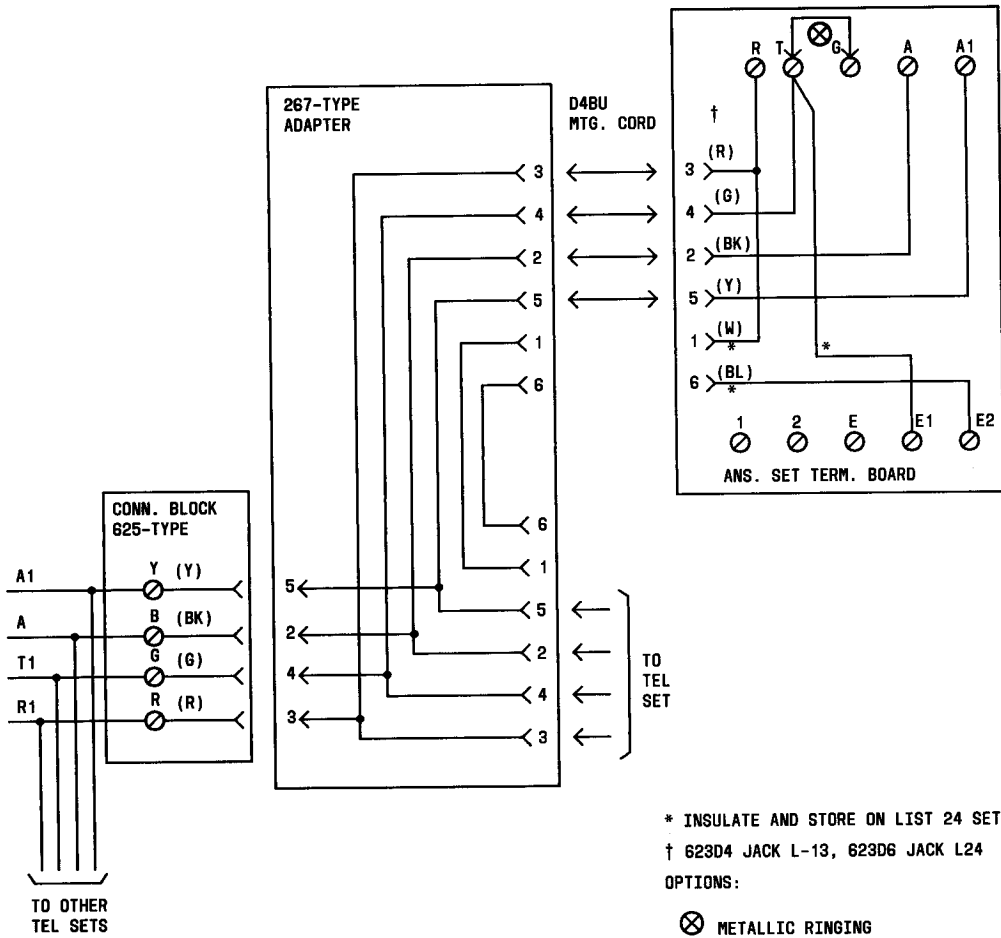 R T G A A1
267-TYPE
ADAPTER
D4BU
MTG. CORD
†
3 3 (R)
4 4 (G)
2 2 (BK)
5 5 (Y)
1 1 (W)
* *
6 6 (BL)
*
1 2 E E1 E2
ANS. SET TERM. BOARD
CONN. BLOCK
625-TYPE
6
1
A1 Y (Y) 5 5
A B (BK) 2 2
T1 G (G) 4 4
R1 R (R) 3 3
TO
TEL
SET
TO OTHER
TEL SETS
* INSULATE AND STORE ON LIST 24 SET
† 623D4 JACK L-13, 623D6 JACK L24
OPTIONS:
METALLIC RINGING